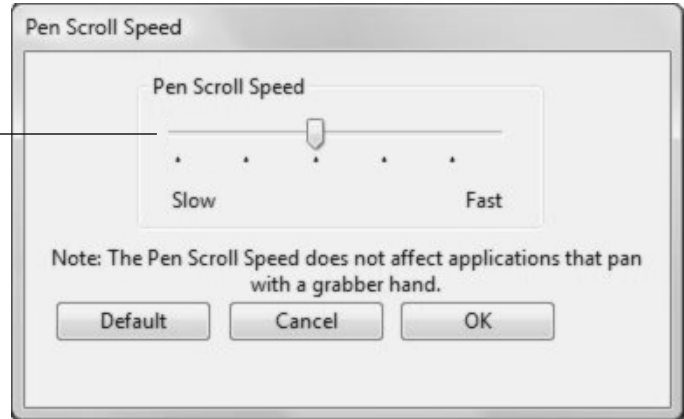 Pen Scroll Speed
Pen Scroll Speed
Slow Fast
Note: The Pen Scroll Speed does not affect applications that pan
with a grabber hand.
Default Cancel OK